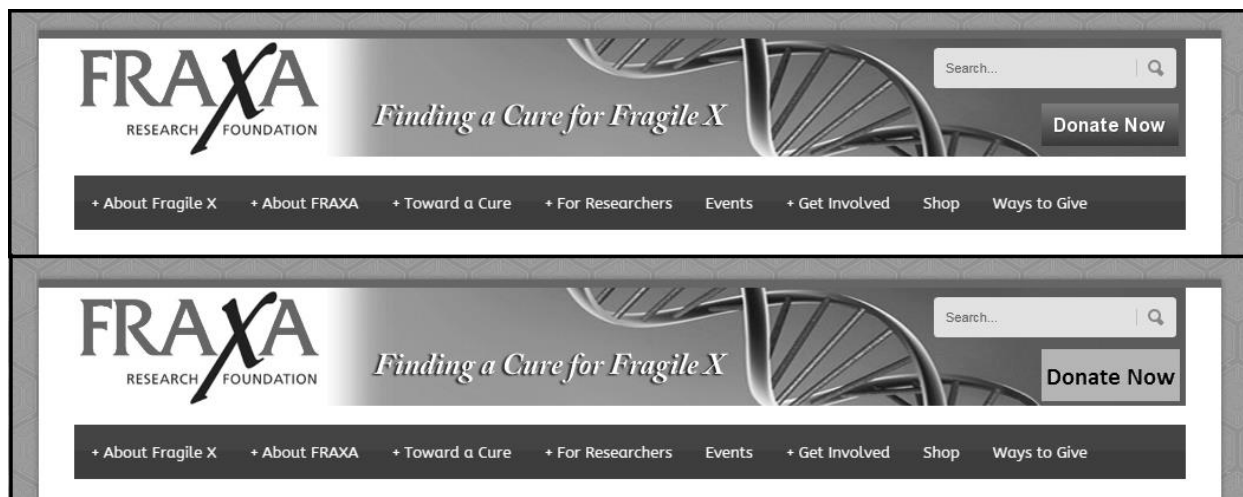 FRAXA
RESEARCH FOUNDATION
Finding a Cure for Fragile X
Search...
Donate Now
+ About Fragile X + About FRAXA + Toward a Cure + For Researchers Events + Get Involved Shop Ways to Give
FRAXA
RESEARCH FOUNDATION
Finding a Cure for Fragile X
Search...
Donate Now
+ About Fragile X + About FRAXA + Toward a Cure + For Researchers Events + Get Involved Shop Ways to Give